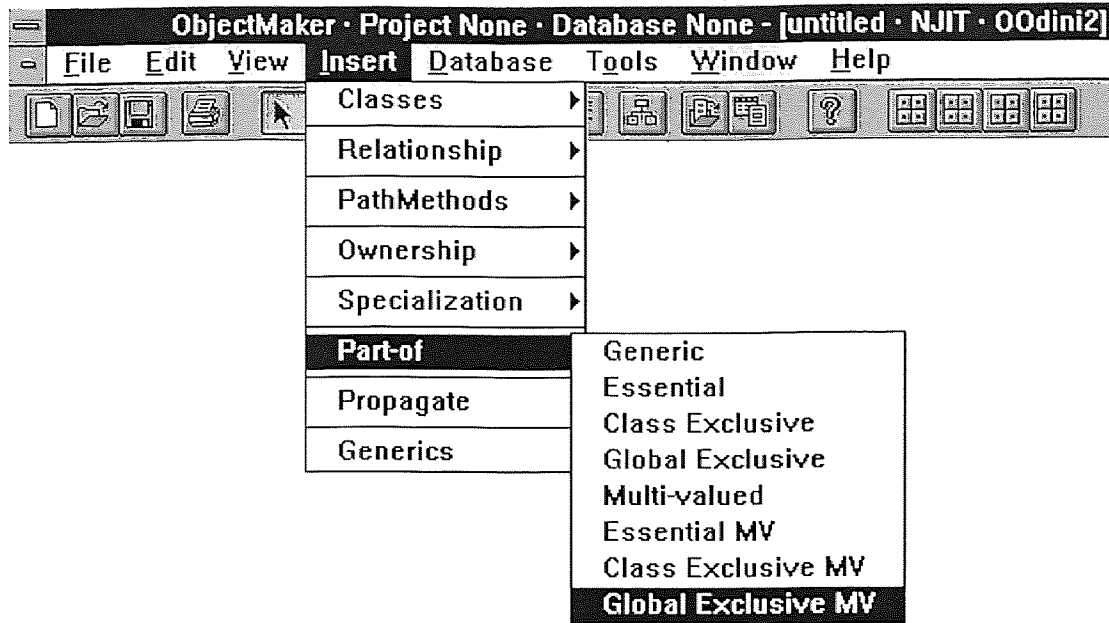 ObjectMaker · Project None · Database None - [untitled · NJIT · OOdini2]
File Edit View Insert Database Tools Window Help
Classes
Relationship
PathMethods
Ownership
Specialization
Part-of
Propagate
Generics
Generic
Essential
Class Exclusive
Global Exclusive
Multi-valued
Essential MV
Class Exclusive MV
Global Exclusive MV